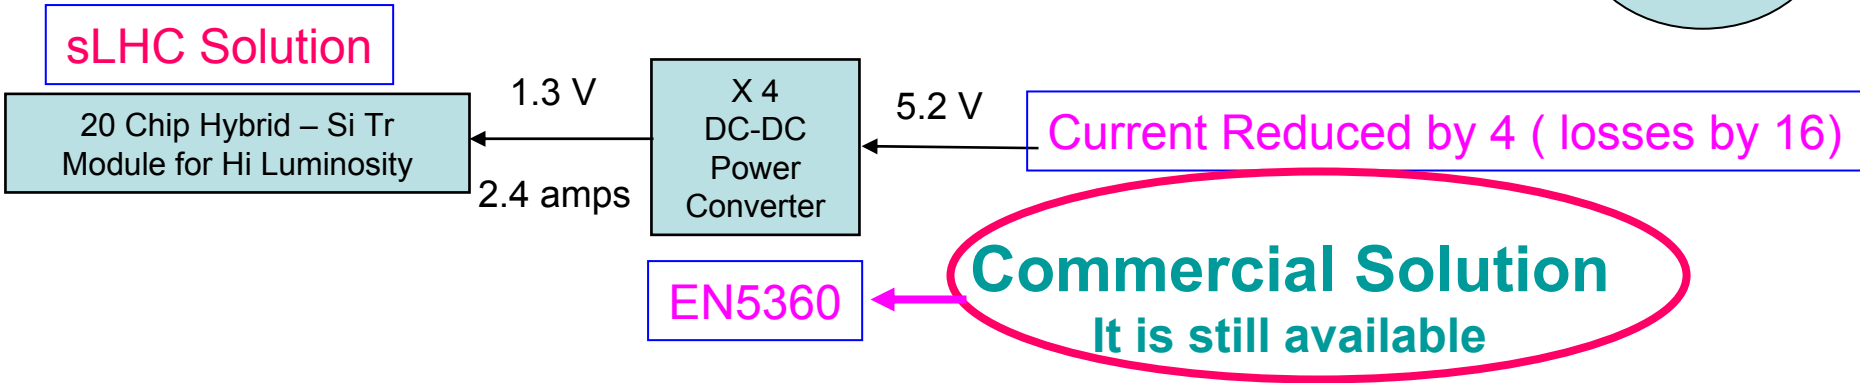 sLHC Solution
20 Chip Hybrid – Si Tr
Module for Hi Luminosity
1.3 V
2.4 amps
X 4
DC-DC
Power
Converter
5.2 V
Current Reduced by 4 ( losses by 16)
EN5360
Commercial Solution
It is still available